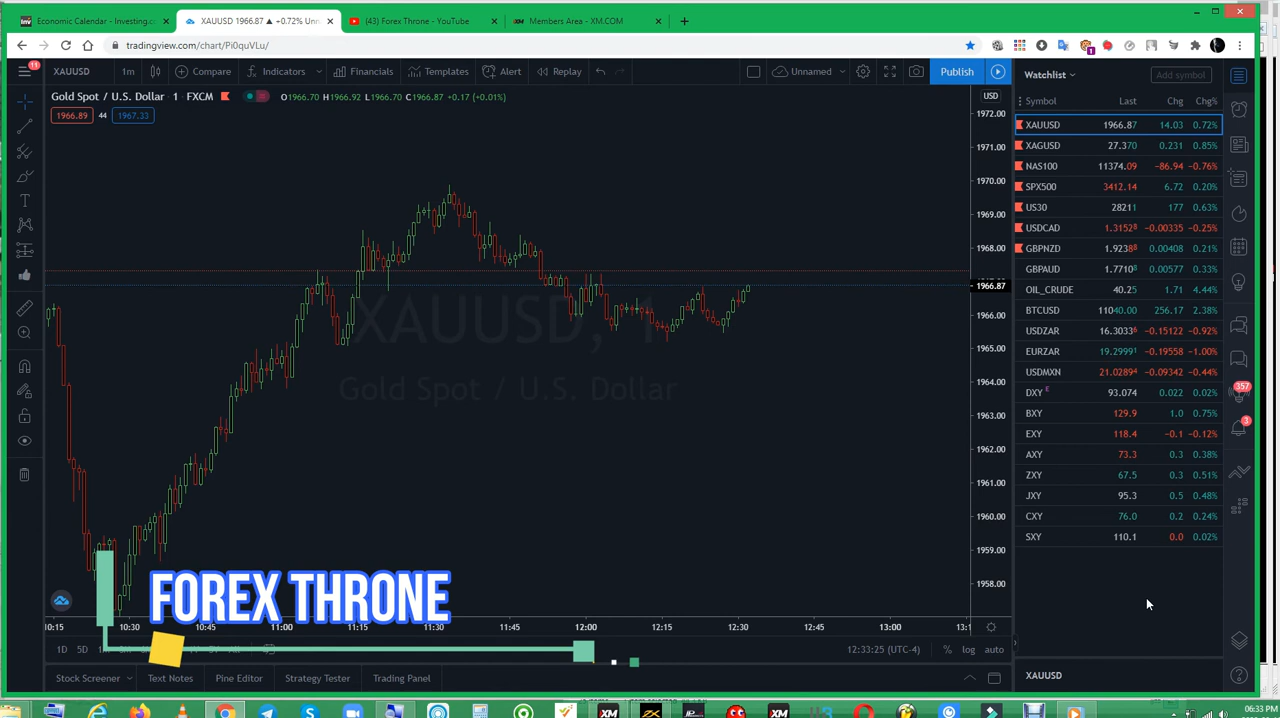 Economic Calendar - Investing.c
XAUUSD 1966.87 ▲ +0.72% Unn
(43) Forex Throne - YouTube
Members Area - XM.COM
tradingview.com/chart/Pi0quVLu/
11
XAUUSD
1m
Compare
Indicators
Financials
Templates
Alert
Replay
Unnamed
Publish
Gold Spot / U.S. Dollar · 1 · FXCM
O1966.70 H1966.92 L1966.70 C1966.87 +0.17 (+0.01%)
1966.89 44 1967.33
USD
1972.00
1971.00
1970.00
1969.00
1968.00
1966.87
1966.00
1965.00
1964.00
1963.00
1962.00
1961.00
1960.00
1959.00
1958.00
XAUUSD, 1
Gold Spot / U.S. Dollar
FOREX THRONE
10:15 10:30 10:45 11:00 11:15 11:30 11:45 12:00 12:15 12:30 12:45 13:00 13:1
1D 5D
12:33:25 (UTC-4)
% log auto
Stock Screener
Text Notes
Pine Editor
Strategy Tester
Trading Panel
Watchlist
Add symbol
Symbol Last Chg Chg%
XAUUSD 1966.87 14.03 0.72%
XAGUSD 27.370 0.231 0.85%
NAS100 11374.09 −86.94 −0.76%
SPX500 3412.14 6.72 0.20%
US30 28211 177 0.63%
USDCAD 1.31528 −0.00335 −0.25%
GBPNZD 1.92388 0.00408 0.21%
GBPAUD 1.77108 0.00577 0.33%
OIL_CRUDE 40.25 1.71 4.44%
BTCUSD 11040.00 256.17 2.38%
USDZAR 16.30336 −0.15122 −0.92%
EURZAR 19.29991 −0.19558 −1.00%
USDMXN 21.02894 −0.09342 −0.44%
DXY E 93.074 0.022 0.02%
BXY 129.9 1.0 0.75%
EXY 118.4 −0.1 −0.12%
AXY 73.3 0.3 0.38%
ZXY 67.5 0.3 0.51%
JXY 95.3 0.5 0.48%
CXY 76.0 0.2 0.24%
SXY 110.1 0.0 0.02%
357
3
XAUUSD
06:33 PM